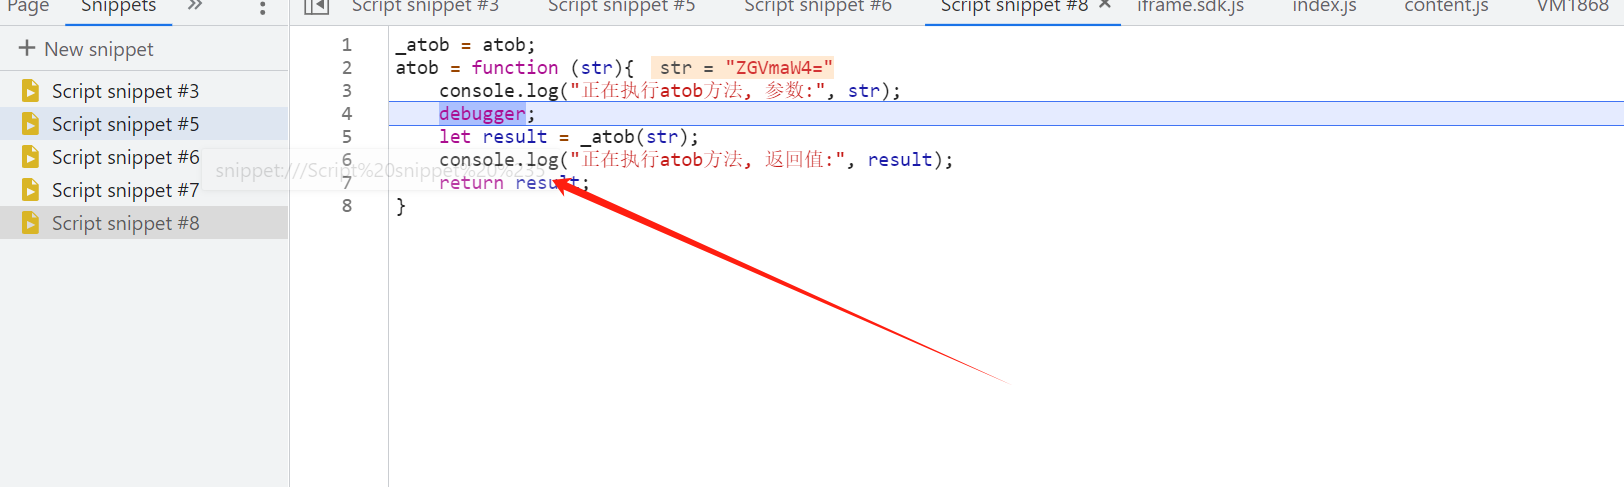 Page Snippets » Script snippet #3 Script snippet #5 Script snippet #6 Script snippet #8 × iframe.sdk.js index.js content.js VM1868
+ New snippet
Script snippet #3
Script snippet #5
Script snippet #6
Script snippet #7
Script snippet #8
snippet:///Script%20snippet%20%235
1 _atob = atob;
2 atob = function (str){ str = "ZGVmaW4="
3 console.log("正在执行atob方法, 参数:", str);
4 debugger;
5 let result = _atob(str);
6 console.log("正在执行atob方法, 返回值:", result);
7 return result;
8 }